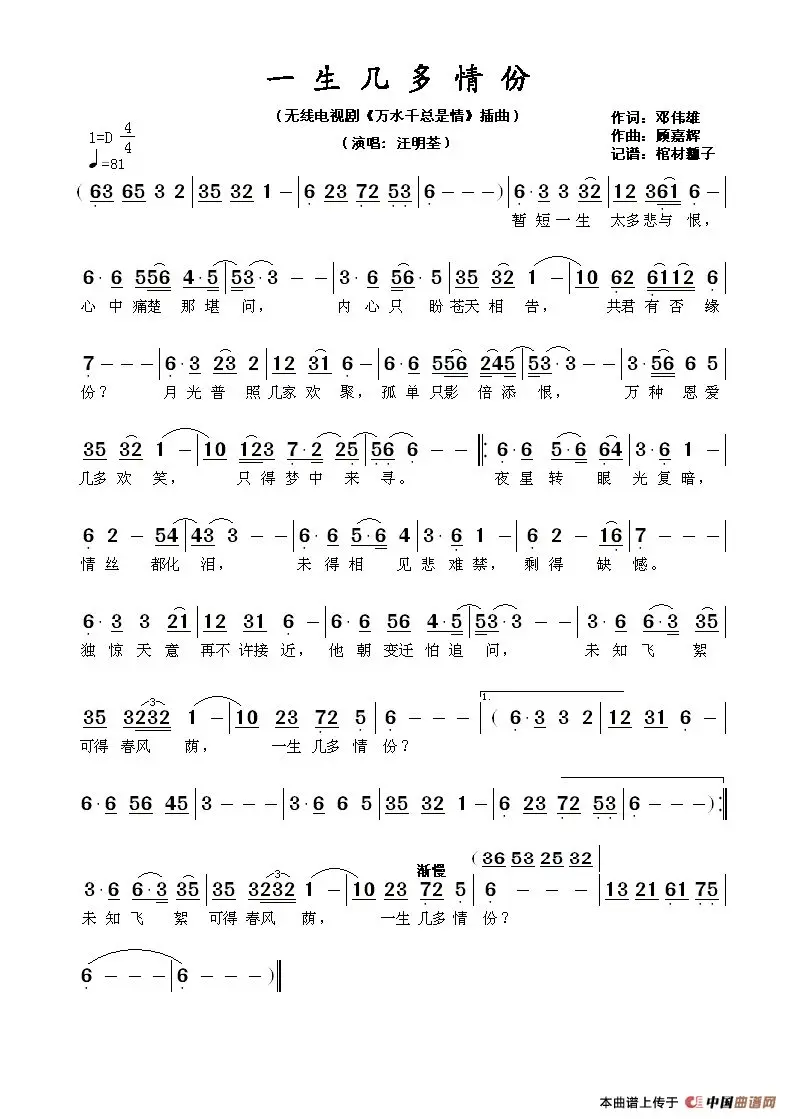 一生几多情份
(无线电视剧《万水千总是情》插曲)
作词：邓伟雄
1=D 4/4
作曲：顾嘉辉
(演唱：汪明荃)
♩=81
记谱：棺材瓤子
(63 65 3 2|35 32 1 -|6 23 72 53|6 - - -)|6·3 3 32|12 361 6 -|
暂短一生 太多悲与恨，
6·6 556 4·5|53·3 - -|3·6 56·5|35 32 1 -|10 62 6112 6|
心中痛楚那堪问， 内心只盼苍天相告， 共君有否缘
7 - - -|6·3 23 2|12 31 6 -|6·6 556 245|53·3 - -|3·56 6 5|
份？ 月光普照几家欢聚，孤单只影倍添恨， 万种恩爱
35 32 1 -|10 123 7·2 25|56 6 - -‖:6·6 5·6 64|3·6 1 -|
几多欢笑， 只得梦中来寻。 夜星转眼光复暗，
6 2 - 54|43 3 - -|6·6 5·6 4|3·6 1 -|6 2 - 16|7 - - -|
情丝都化泪， 未得相见悲难禁， 剩得缺憾。
6·3 3 21|12 31 6 -|6·6 56 4·5|53·3 - -|3·6 6·3 35|
独惊天意再不许接近，他朝变迁怕追问， 未知飞絮
35 3232 1 -|10 23 72 5|6 - - -|1.(6·3 3 2|12 31 6 -|
3
可得春风荫， 一生几多情份？
6·6 56 45|3 - - -|3·6 6 5|35 32 1 -|6 23 72 53|6 - - -):‖
(36 53 25 32|
渐慢
3·6 6·3 35|35 3232 1 -|10 23 72 5|6 - - -|13 21 61 75|
3
未知飞絮可得春风荫， 一生几多情份？
6 - - -|6 - - -)‖
本曲谱上传于 中国曲谱网